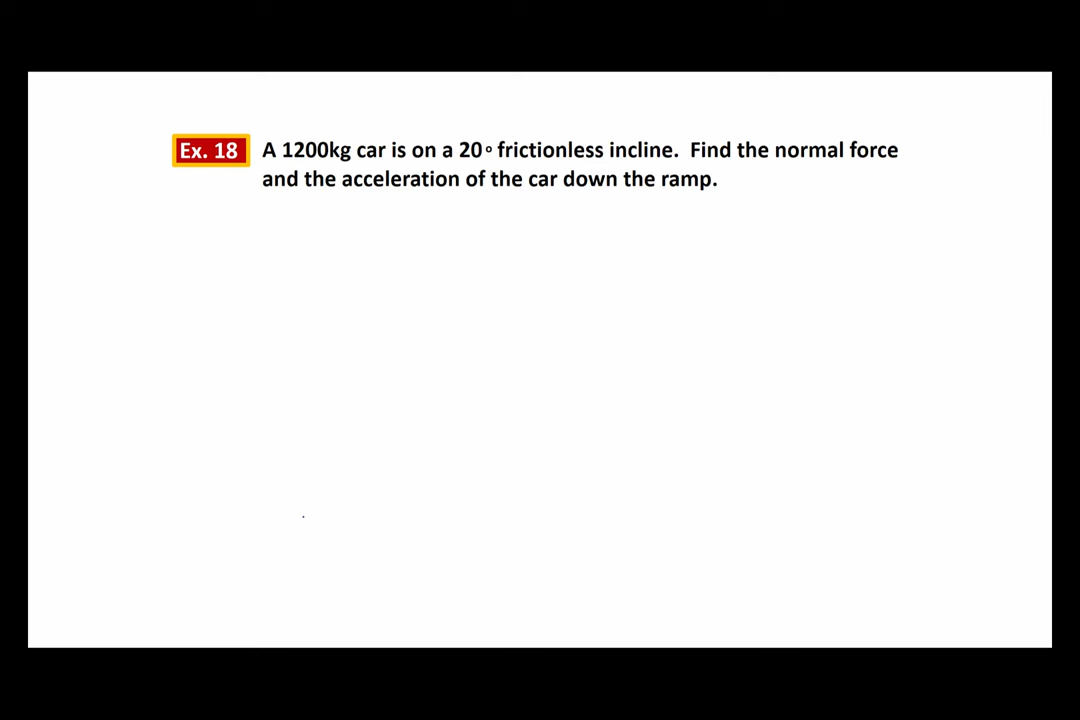 Ex. 18 A 1200kg car is on a 20° frictionless incline. Find the normal force
and the acceleration of the car down the ramp.